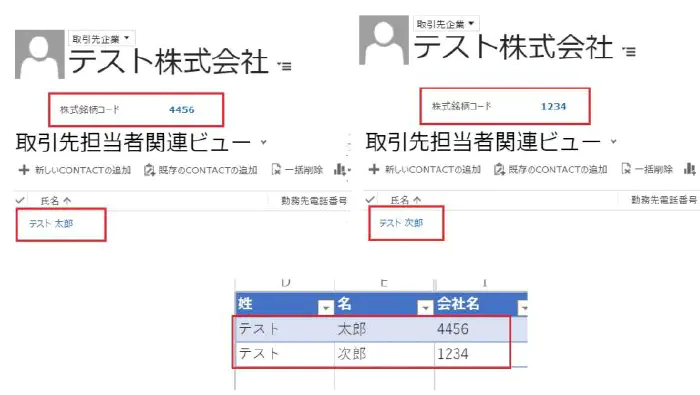 取引先企業
テスト株式会社
株式銘柄コード 4456
取引先担当者関連ビュー
新しいCONTACTの追加 既存のCONTACTの追加 一括削除
氏名 勤務先電話番号
テスト 太郎
取引先企業
テスト株式会社
株式銘柄コード 1234
取引先担当者関連ビュー
新しいCONTACTの追加 既存のCONTACTの追加 一括削除
氏名 勤務先電話番号
テスト 次郎
D E I
姓 名 会社名
テスト 太郎 4456
テスト 次郎 1234